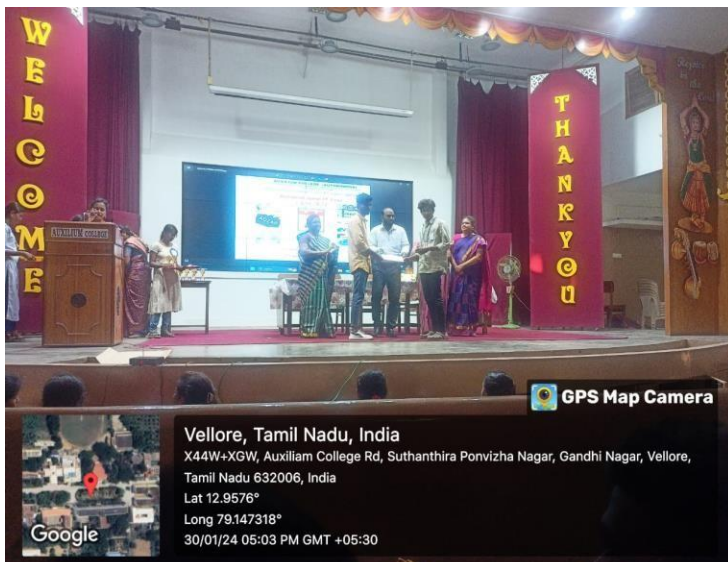 WELCOME
THANKYOU
AUXILIUM COLLEGE
GPS Map Camera
Vellore, Tamil Nadu, India
X44W+XGW, Auxiliam College Rd, Suthanthira Ponvizha Nagar, Gandhi Nagar, Vellore,
Tamil Nadu 632006, India
Lat 12.9576°
Long 79.147318°
30/01/24 05:03 PM GMT +05:30
Google